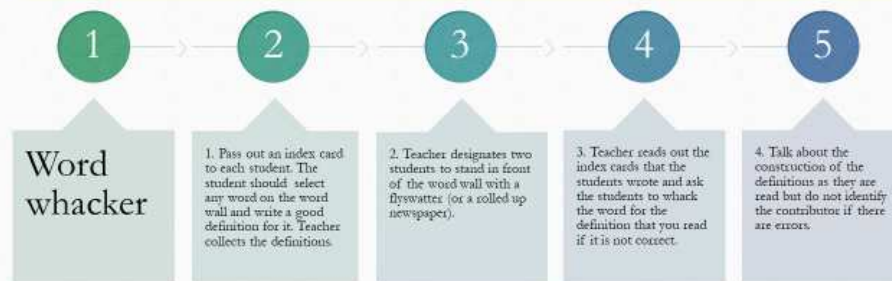 1
2
3
4
5
Word
whacker
1. Pass out an index card
to each student. The
student should select
any word on the word
wall and write a good
definition for it. Teacher
collects the definitions.
2. Teacher designates two
students to stand in front
of the word wall with a
flyswatter (or a rolled up
newspaper).
3. Teacher reads out the
index cards that the
students wrote and ask
the students to whack
the word for the
definition that you read
if it is not correct.
4. Talk about the
construction of the
definitions as they are
read but do not identify
the contributor if there
are errors.